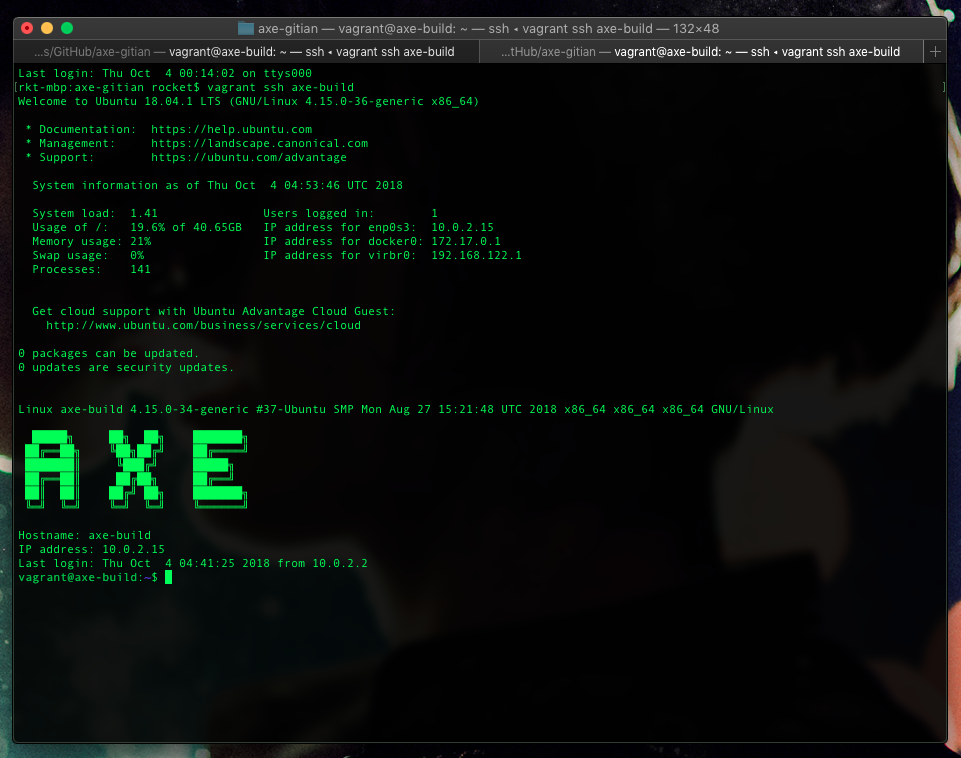 axe-gitian — vagrant@axe-build: ~ — ssh ◂ vagrant ssh axe-build — 132×48
...s/GitHub/axe-gitian — vagrant@axe-build: ~ — ssh ◂ vagrant ssh axe-build
...tHub/axe-gitian — vagrant@axe-build: ~ — ssh ◂ vagrant ssh axe-build
Last login: Thu Oct  4 00:14:02 on ttys000
[rkt-mbp:axe-gitian rocket$ vagrant ssh axe-build ]
Welcome to Ubuntu 18.04.1 LTS (GNU/Linux 4.15.0-36-generic x86_64)
* Documentation:  https://help.ubuntu.com
* Management:     https://landscape.canonical.com
* Support:        https://ubuntu.com/advantage
System information as of Thu Oct  4 04:53:46 UTC 2018
System load:  1.41               Users logged in:        1
Usage of /:   19.6% of 40.65GB   IP address for enp0s3:  10.0.2.15
Memory usage: 21%                IP address for docker0: 172.17.0.1
Swap usage:   0%                 IP address for virbr0:  192.168.122.1
Processes:    141
Get cloud support with Ubuntu Advantage Cloud Guest:
http://www.ubuntu.com/business/services/cloud
0 packages can be updated.
0 updates are security updates.
Linux axe-build 4.15.0-34-generic #37-Ubuntu SMP Mon Aug 27 15:21:48 UTC 2018 x86_64 x86_64 x86_64 GNU/Linux
AXE
Hostname: axe-build
IP address: 10.0.2.15
Last login: Thu Oct  4 04:41:25 2018 from 10.0.2.2
vagrant@axe-build:~$